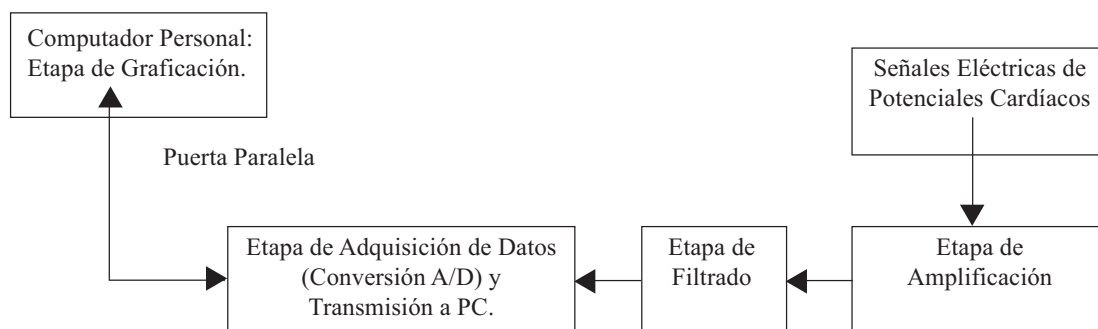 Computador Personal:
Etapa de Graficación.
Señales Eléctricas de
Potenciales Cardíacos
Puerta Paralela
Etapa de Adquisición de Datos
(Conversión A/D) y
Transmisión a PC.
Etapa de
Filtrado
Etapa de
Amplificación